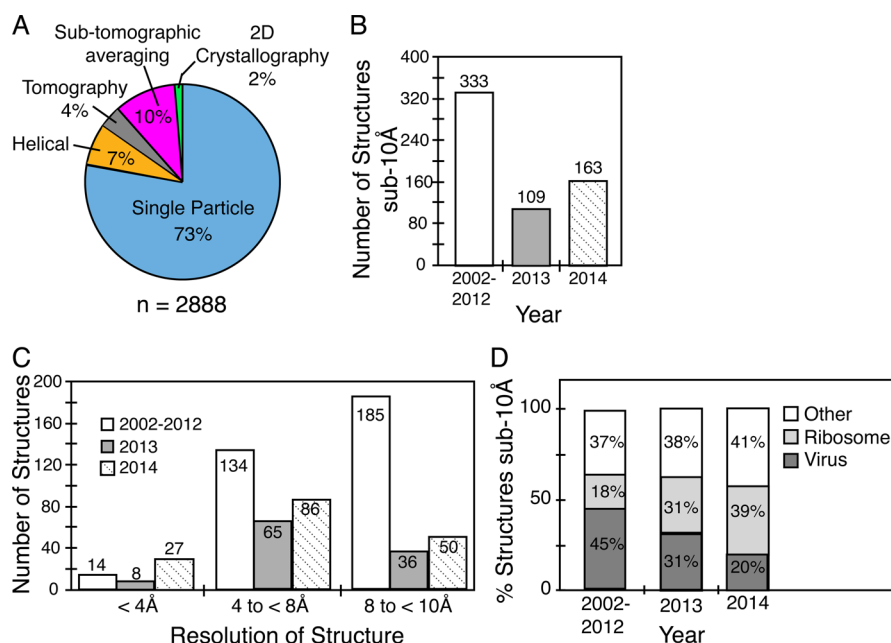 A
Sub-tomographic
averaging
2D
Crystallography
2%
Tomography
4%
10%
Helical
7%
Single Particle
73%
n = 2888
B
Number of Structures
sub-10Å
400
320
240
160
80
0
333
109
163
2002-
2012
2013
2014
Year
C
Number of Structures
200
160
120
80
40
0
2002-2012
2013
2014
14
8
27
134
65
86
185
36
50
< 4Å
4 to < 8Å
8 to < 10Å
Resolution of Structure
D
% Structures sub-10Å
100
50
0
37%
18%
45%
38%
31%
31%
41%
39%
20%
Other
Ribosome
Virus
2002-
2012
2013
2014
Year